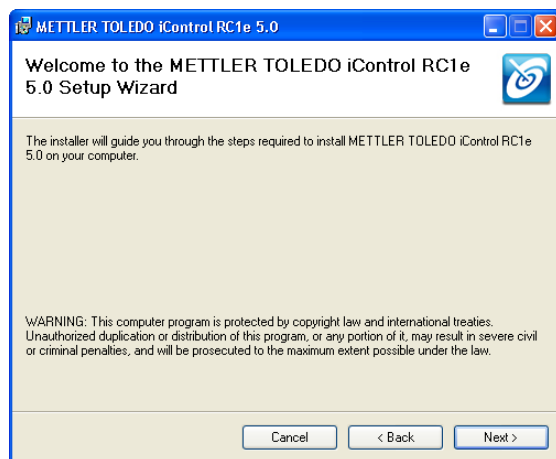 METTLER TOLEDO iControl RC1e 5.0
Welcome to the METTLER TOLEDO iControl RC1e
5.0 Setup Wizard
The installer will guide you through the steps required to install METTLER TOLEDO iControl RC1e
5.0 on your computer.
WARNING: This computer program is protected by copyright law and international treaties.
Unauthorized duplication or distribution of this program, or any portion of it, may result in severe civil
or criminal penalties, and will be prosecuted to the maximum extent possible under the law.
Cancel
< Back
Next >